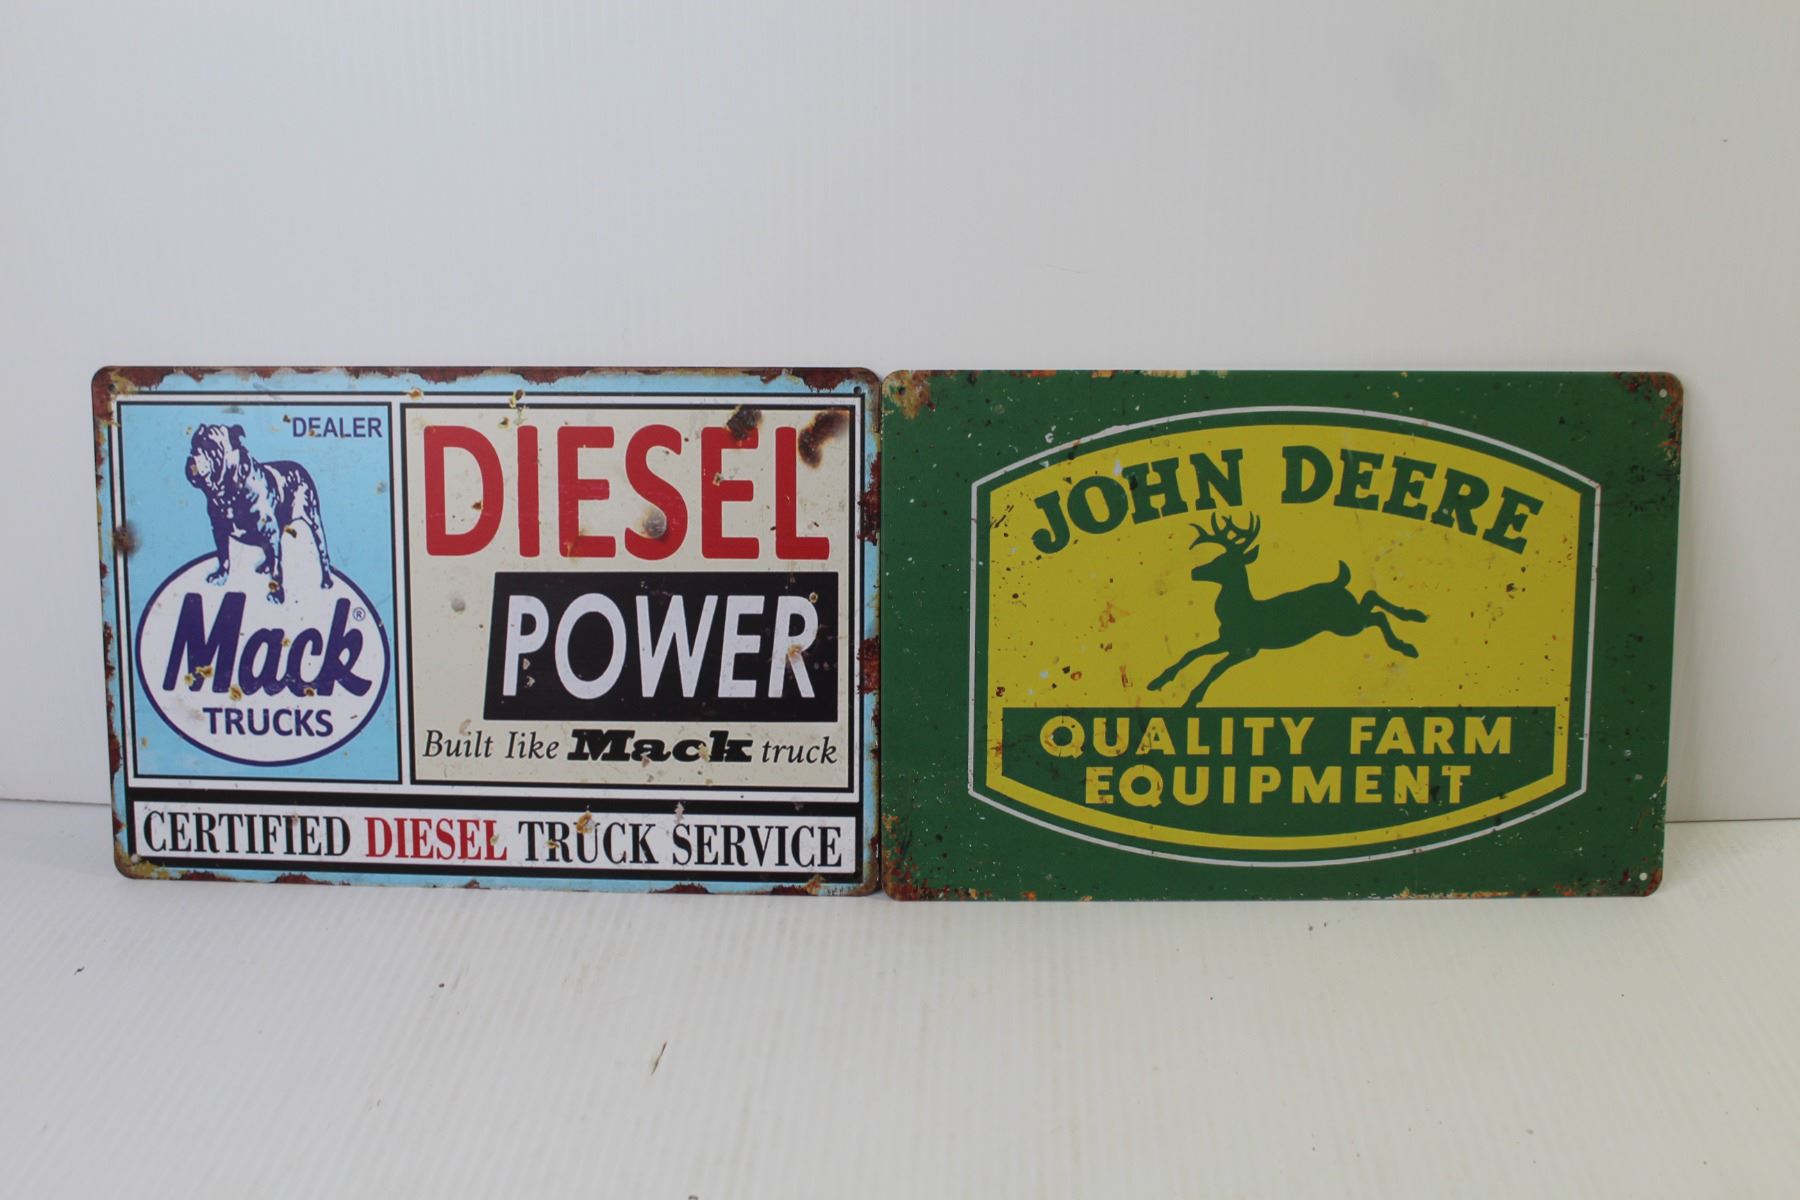 DEALER
Mack®
TRUCKS
DIESEL
POWER
Built like Mack truck
CERTIFIED DIESEL TRUCK SERVICE
JOHN DEERE
QUALITY FARM
EQUIPMENT